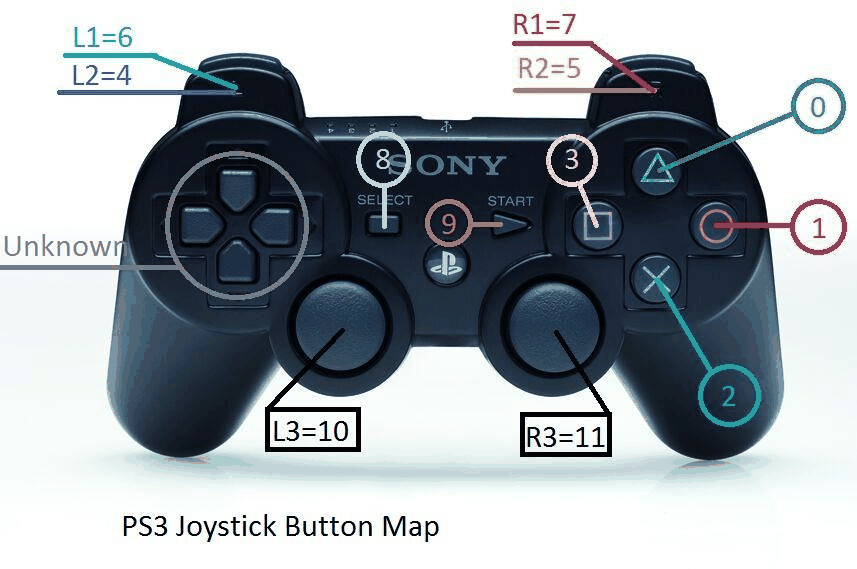 L1=6
R1=7
L2=4
R2=5
0
8
SONY
3
SELECT
START
9
1
Unknown
2
L3=10
R3=11
PS3 Joystick Button Map